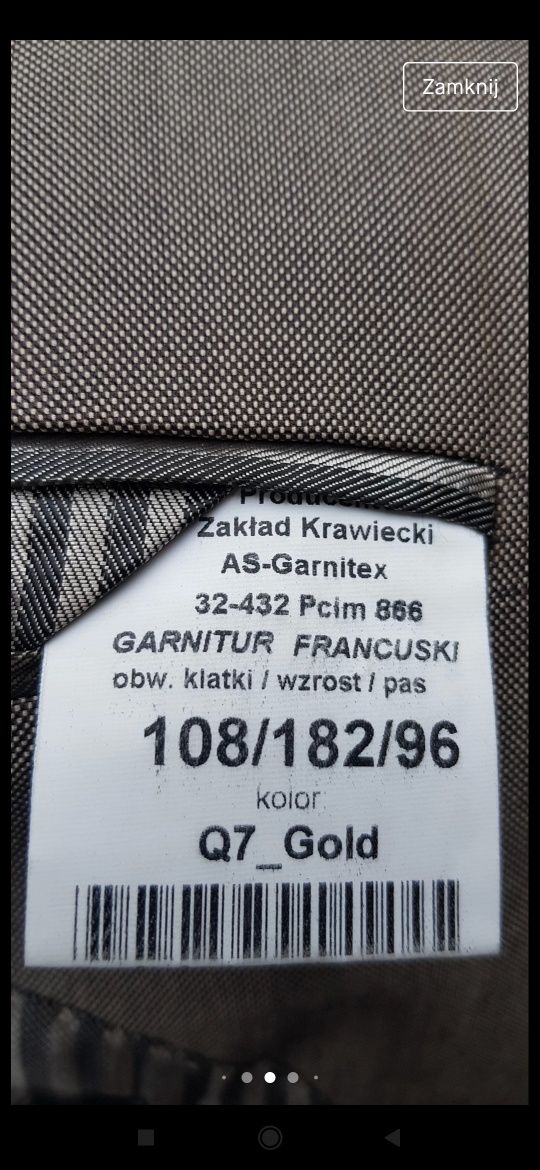 Zamknij
Producent
Zakład Krawiecki
AS-Garnitex
32-432 Pcim 866
GARNITUR FRANCUSKI
obw. klatki / wzrost / pas
108/182/96
kolor
Q7_Gold